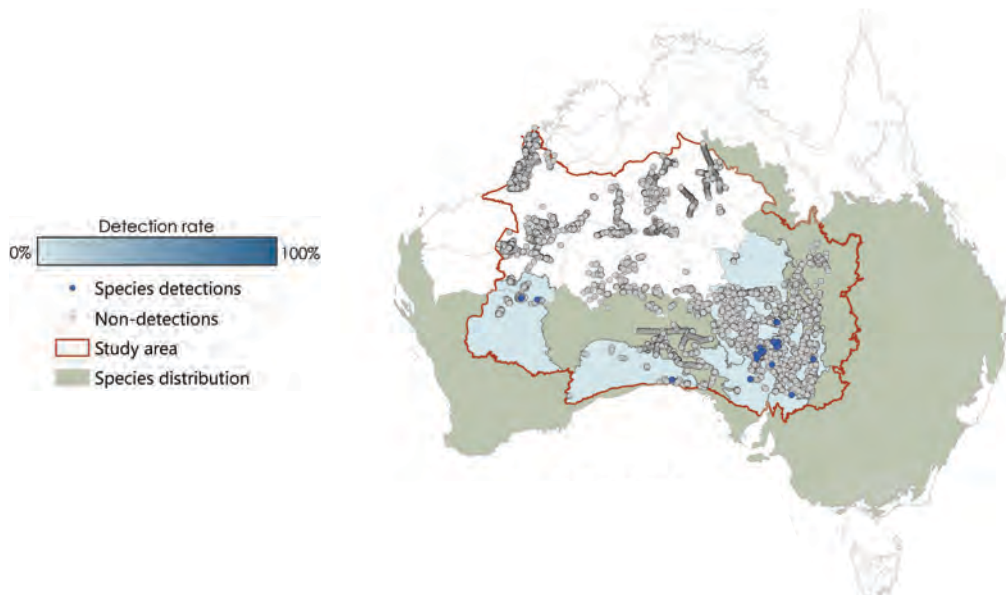 Detection rate
0% 100%
Species detections
Non-detections
Study area
Species distribution